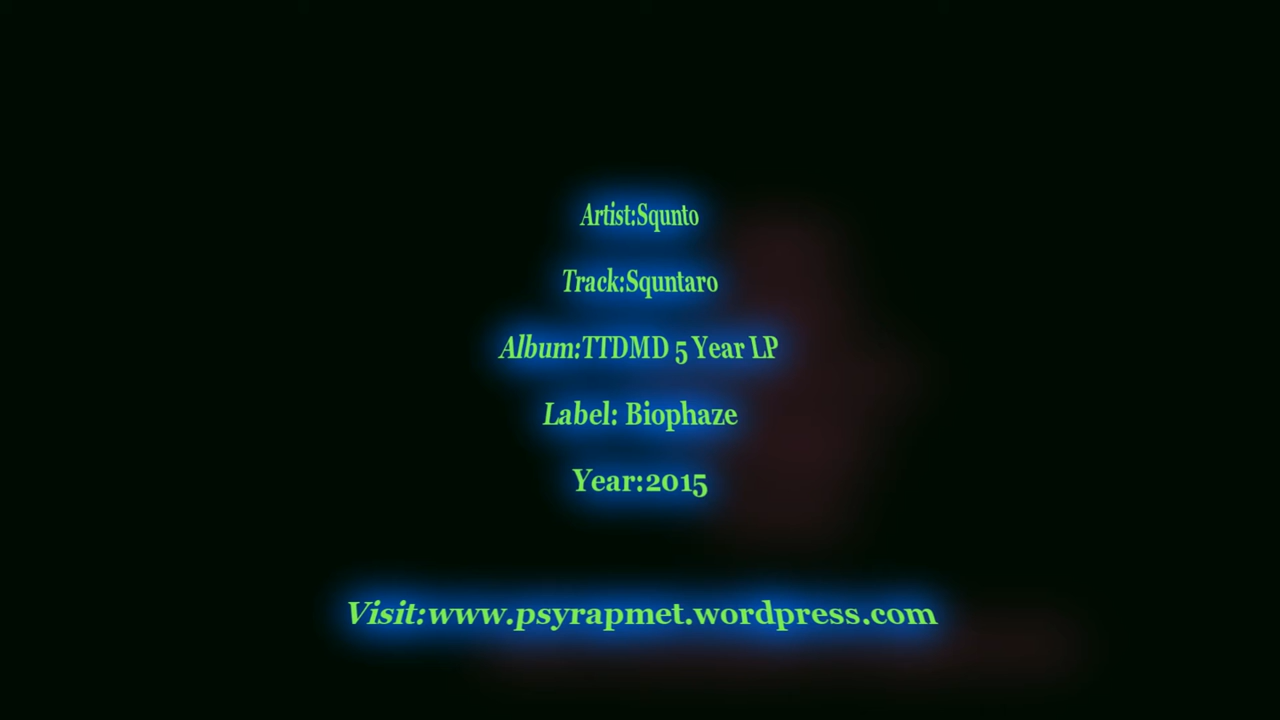 Artist:Squnto
Track:Squntaro
Album:TTDMD 5 Year LP
Label: Biophaze
Year:2015
Visit:www.psyrapmet.wordpress.com